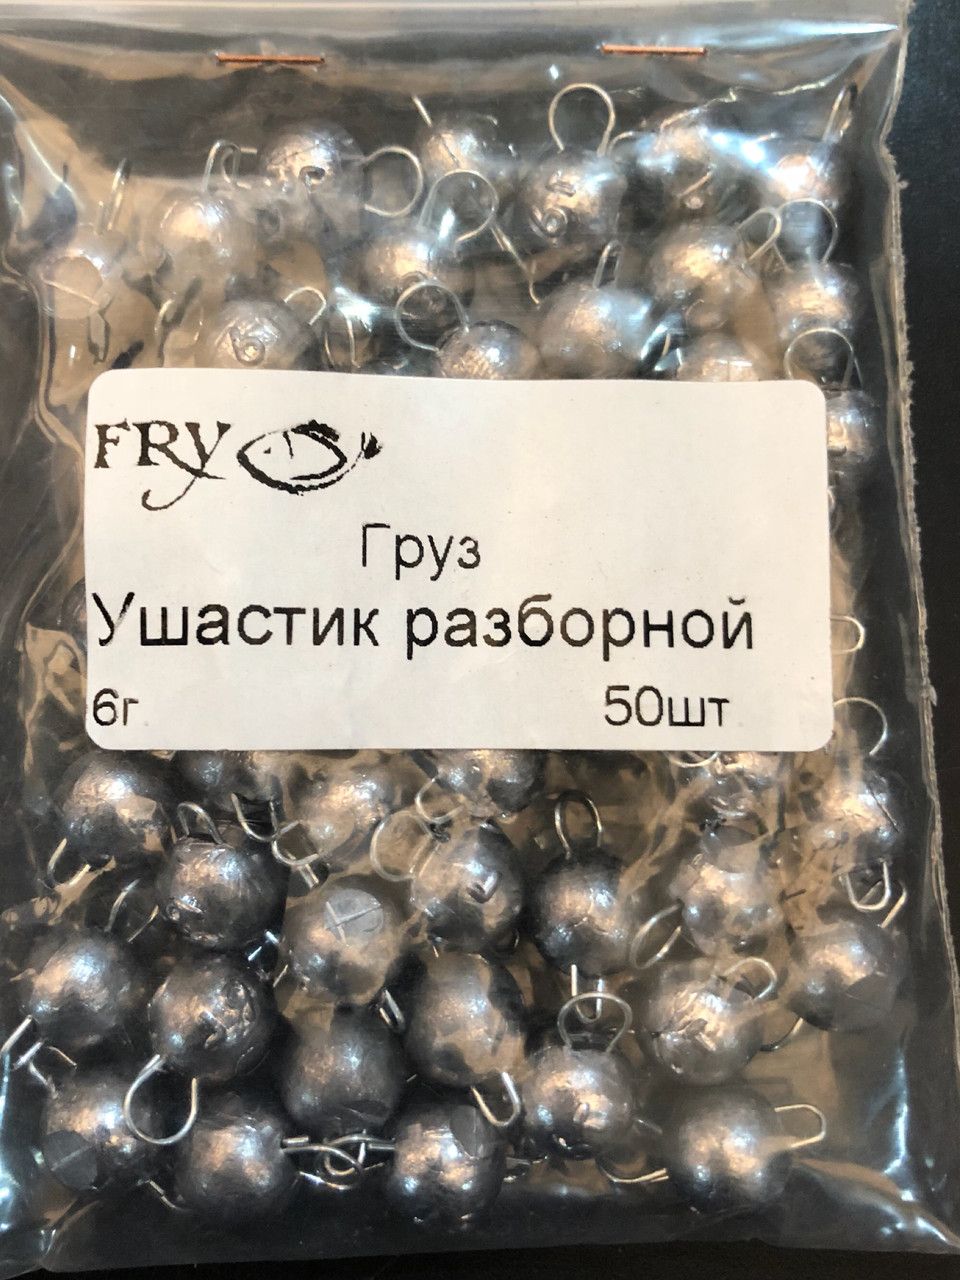 FRY
Груз
Ушастик разборной
6г 50шт